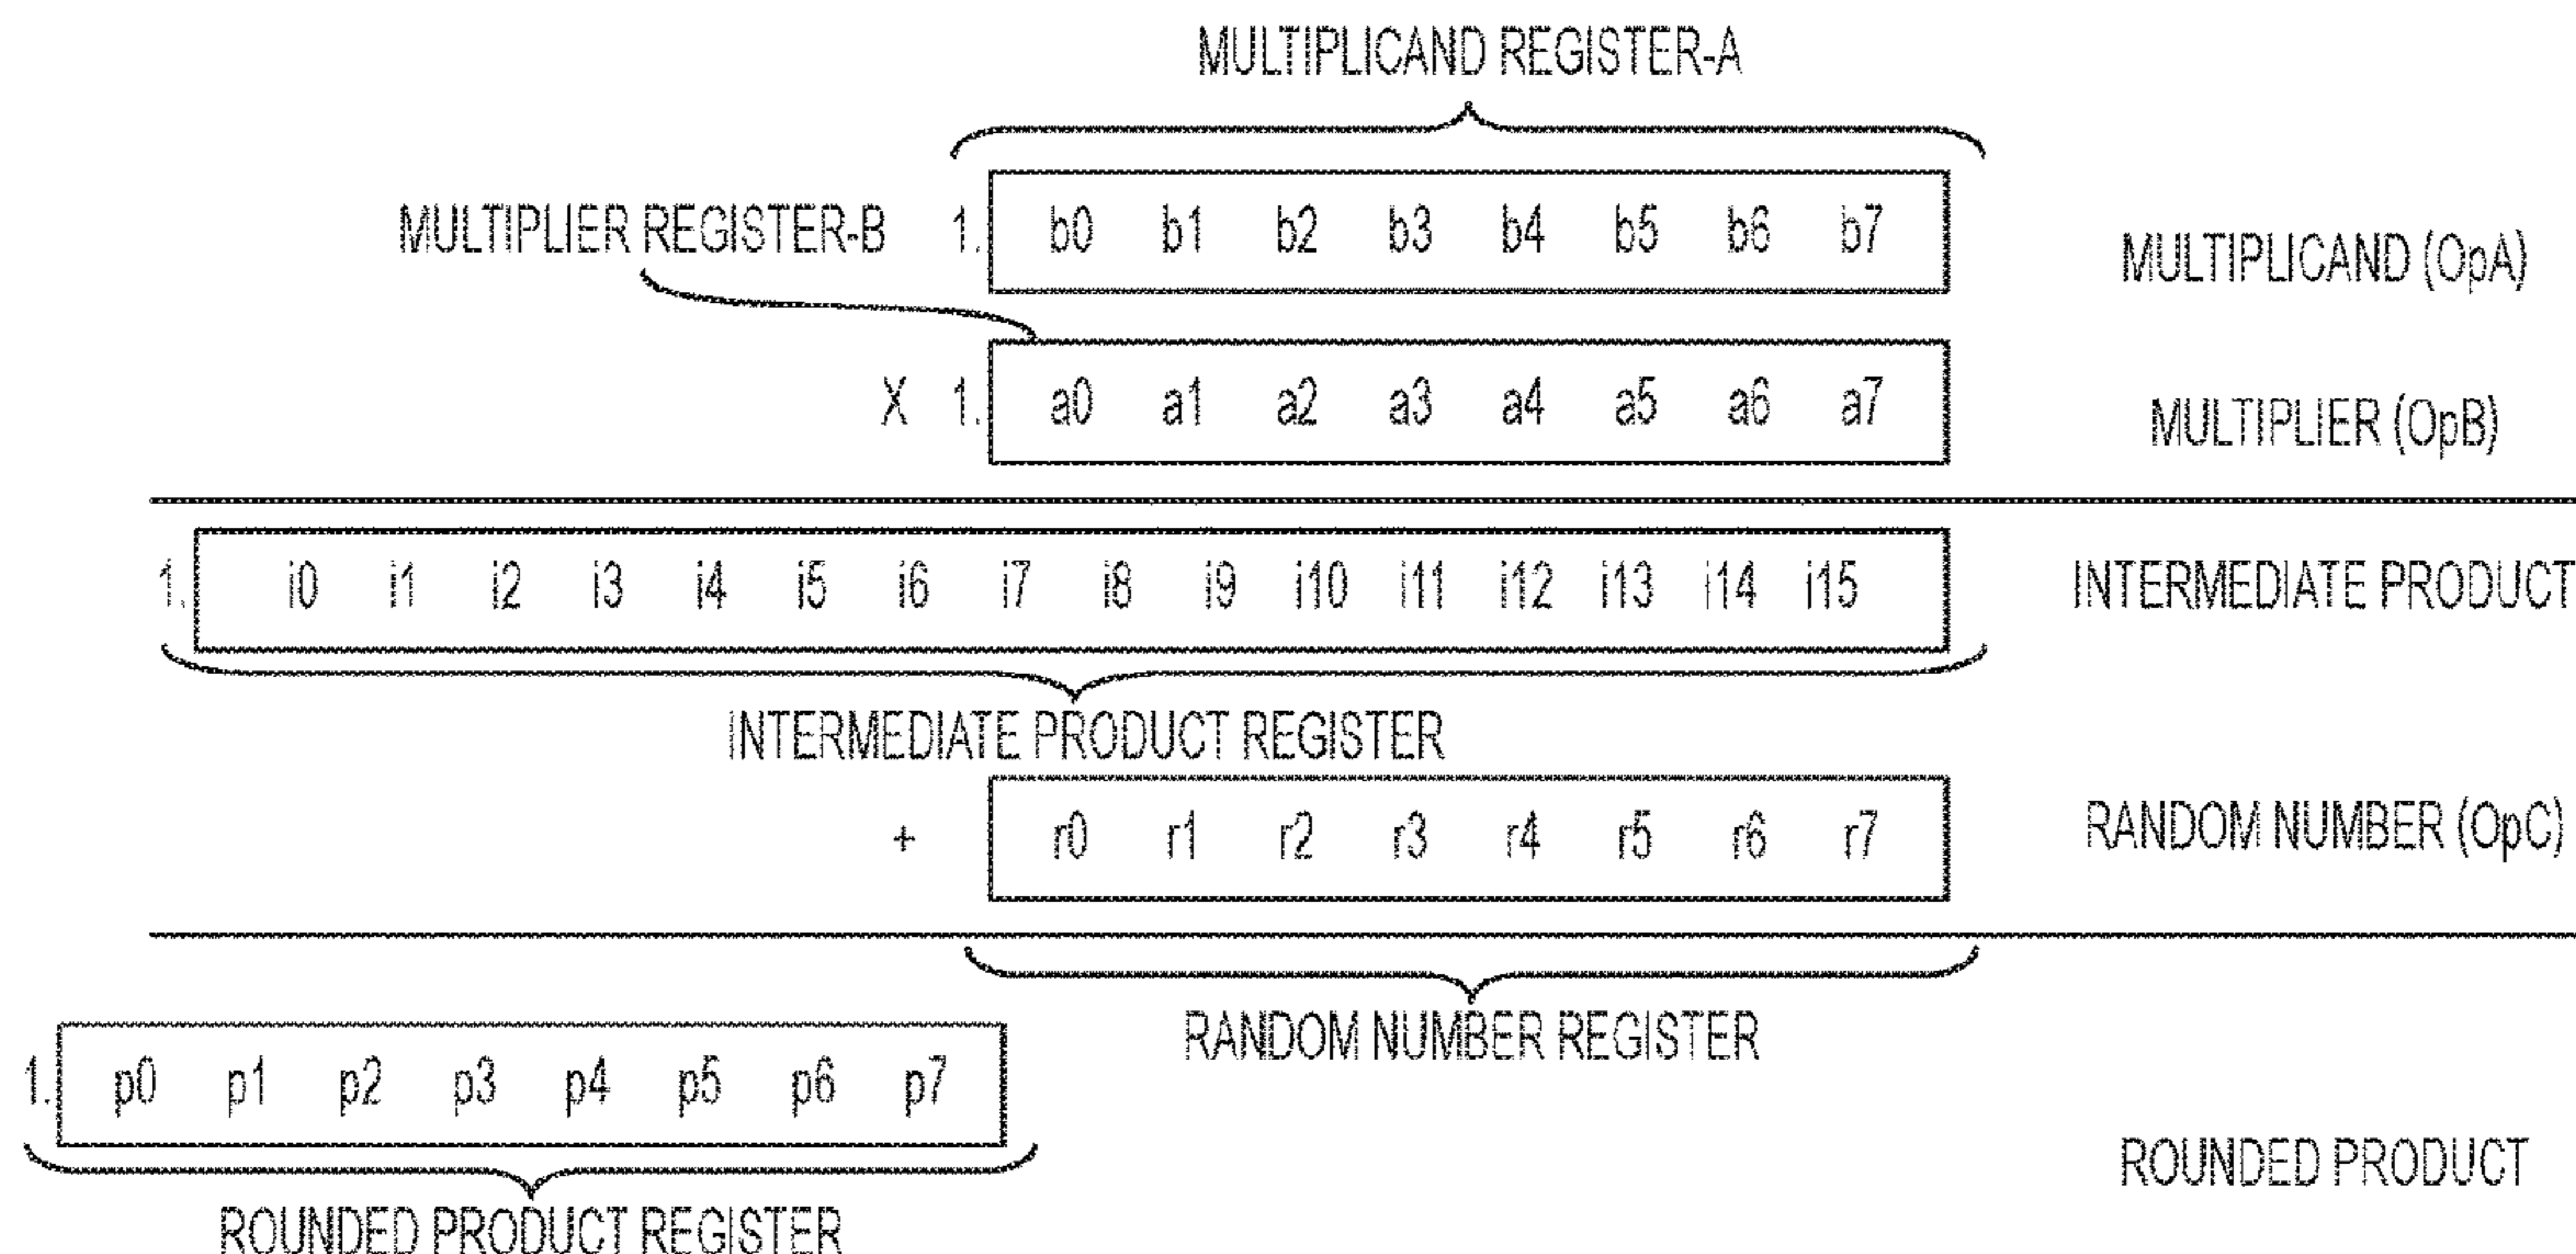 MULTIPLICAND REGISTER-A
MULTIPLIER REGISTER-B 1. b0 b1 b2 b3 b4 b5 b6 b7 MULTIPLICAND (OpA)
X 1. a0 a1 a2 a3 a4 a5 a6 a7 MULTIPLIER (OpB)
1. i0 i1 i2 i3 i4 i5 i6 i7 i8 i9 i10 i11 i12 i13 i14 i15 INTERMEDIATE PRODUCT
INTERMEDIATE PRODUCT REGISTER
+ r0 r1 r2 r3 r4 r5 r6 r7 RANDOM NUMBER (OpC)
RANDOM NUMBER REGISTER
1. p0 p1 p2 p3 p4 p5 p6 p7
ROUNDED PRODUCT
ROUNDED PRODUCT REGISTER